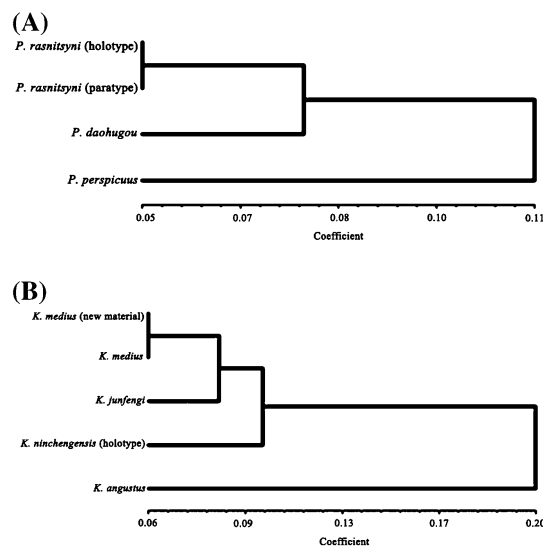 (A)
P. rasnitsyni (holotype)
P. rasnitsyni (paratype)
P. daohugou
P. perspicuus
0.05 0.07 0.08 0.10 0.11
Coefficient
(B)
K. medius (new material)
K. medius
K. junfengi
K. ninchengensis (holotype)
K. angustus
0.06 0.09 0.13 0.17 0.20
Coefficient